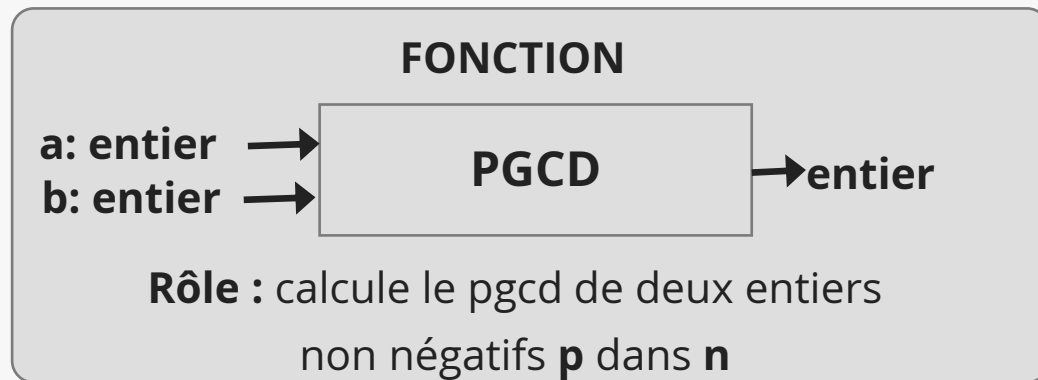 FONCTION
a: entier
b: entier
PGCD
entier
Rôle : calcule le pgcd de deux entiers
non négatifs p dans n